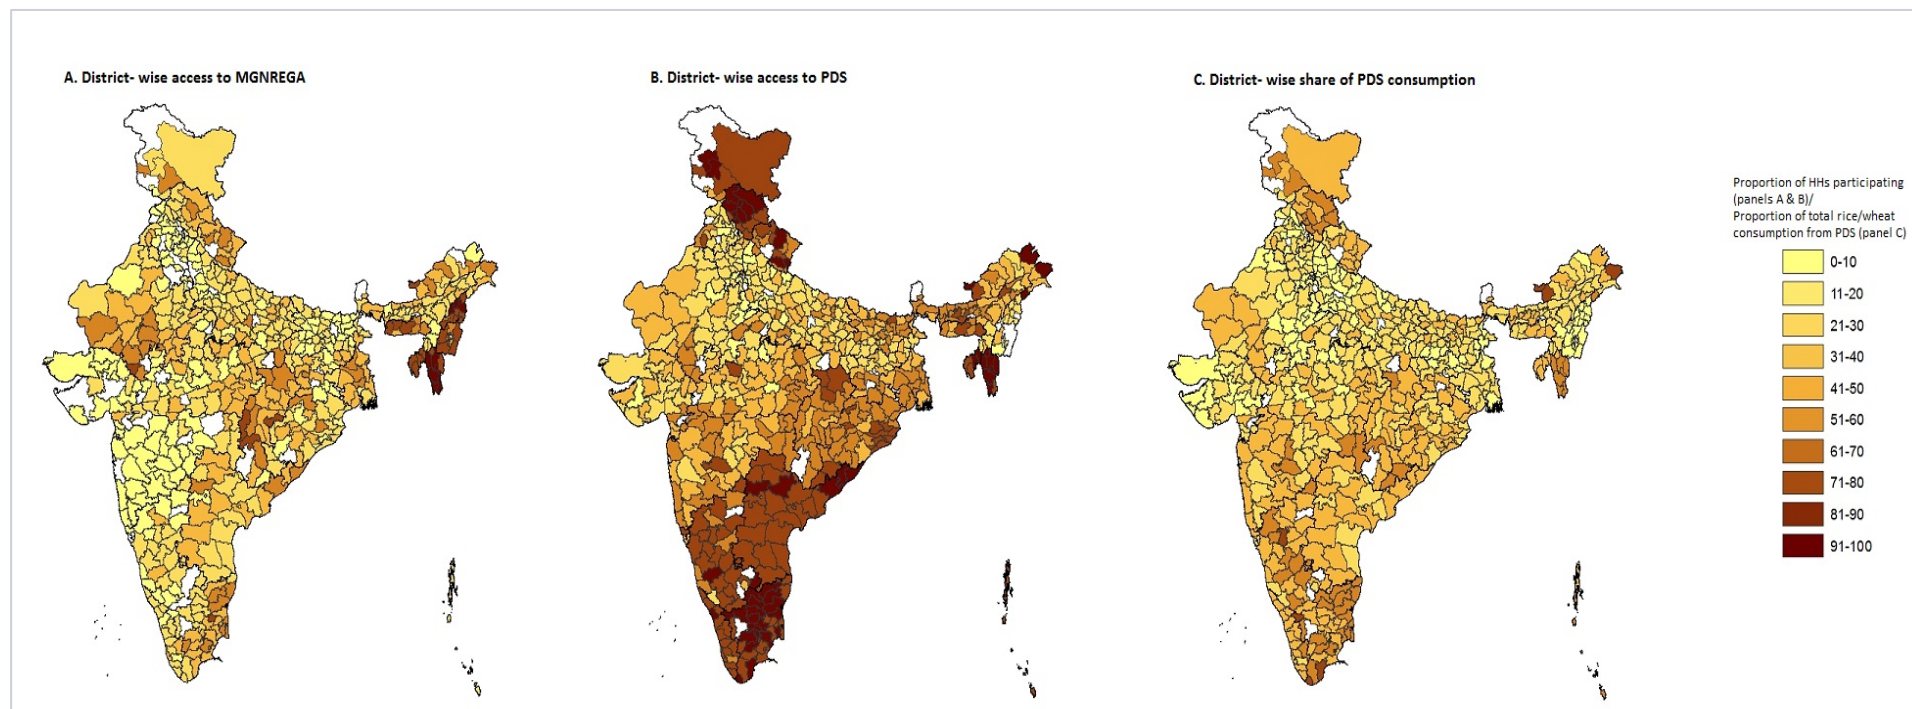 A. District- wise access to MGNREGA
B. District- wise access to PDS
C. District- wise share of PDS consumption
Proportion of HHs participating
(panels A & B)/
Proportion of total rice/wheat
consumption from PDS (panel C)
0-10
11-20
21-30
31-40
41-50
51-60
61-70
71-80
81-90
91-100